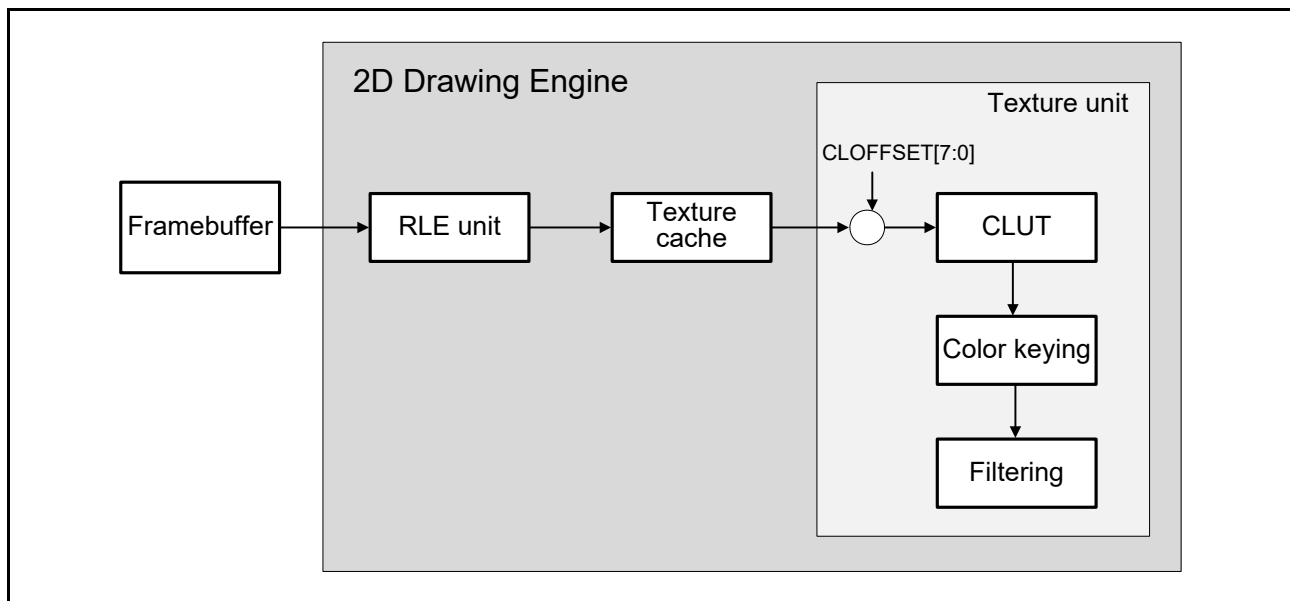 2D Drawing Engine
Texture unit
CLOFFSET[7:0]
Framebuffer
RLE unit
Texture
cache
CLUT
Color keying
Filtering